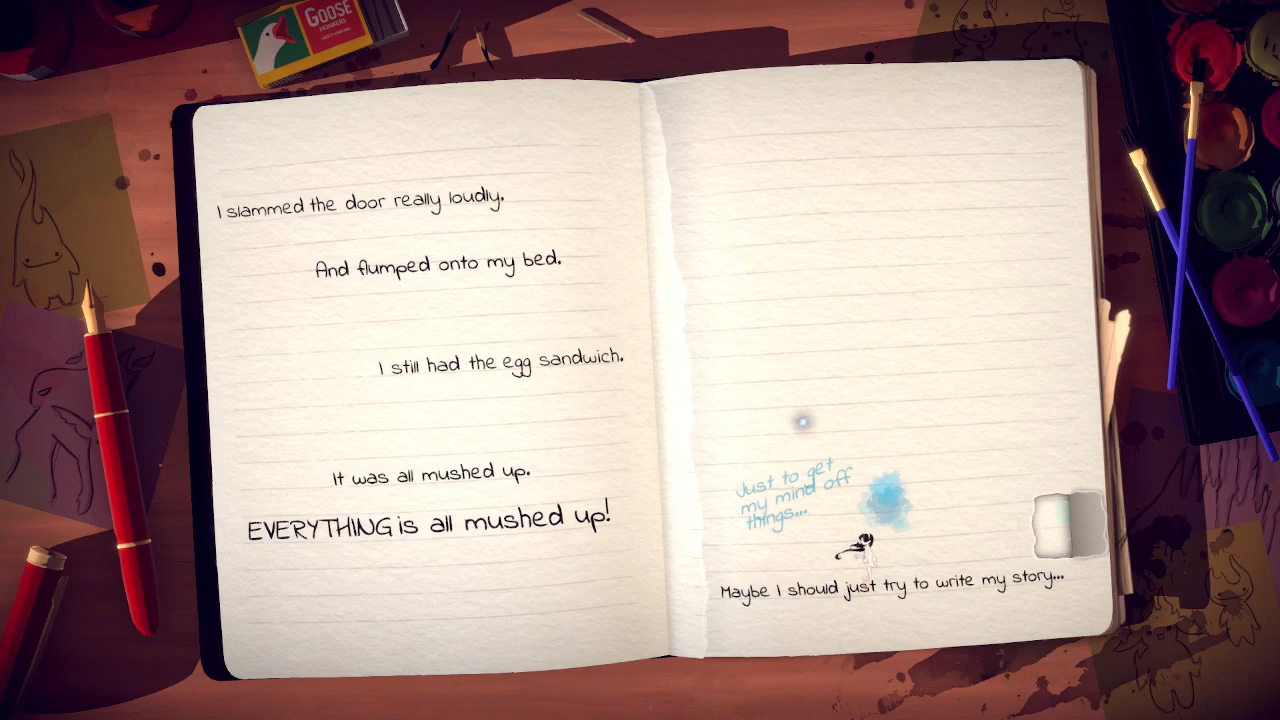 GOOSE
HONKERS
I slammed the door really loudly.
And flumped onto my bed.
I still had the egg sandwich.
It was all mushed up.
EVERYTHING is all mushed up!
Just to get
my mind off
things...
Maybe I should just try to write my story...